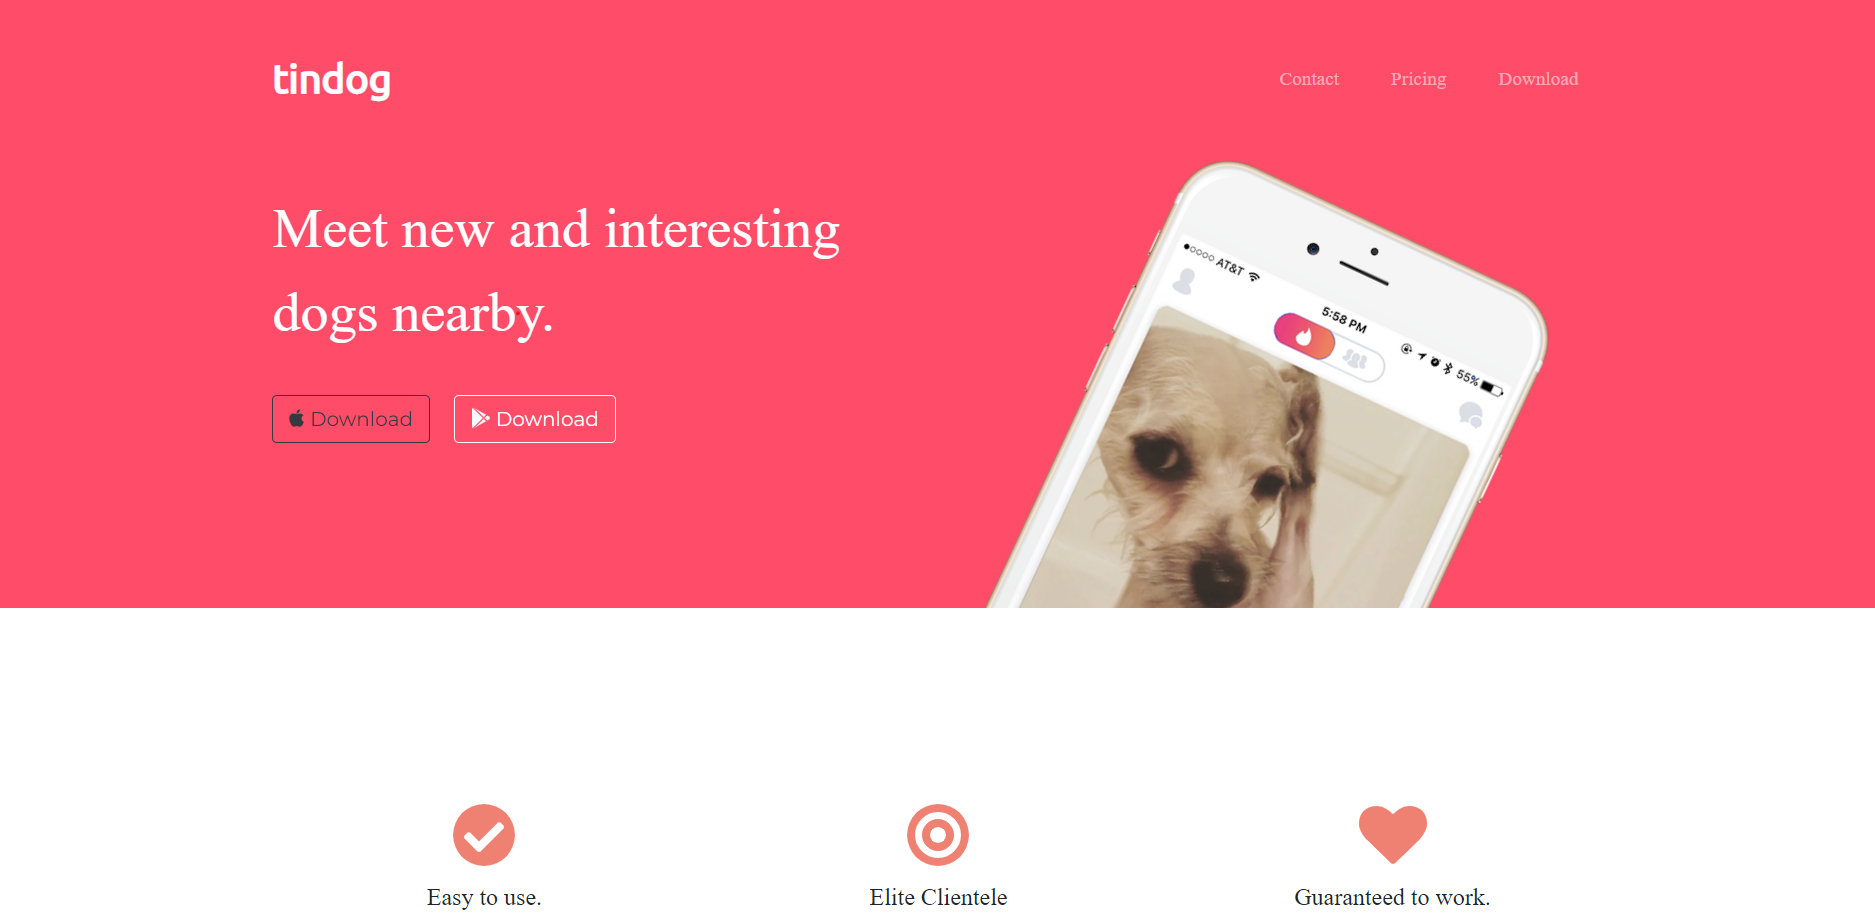 tindog
Contact Pricing Download
Meet new and interesting
dogs nearby.
Download Download
AT&T
5:58 PM
55%
Easy to use.
Elite Clientele
Guaranteed to work.